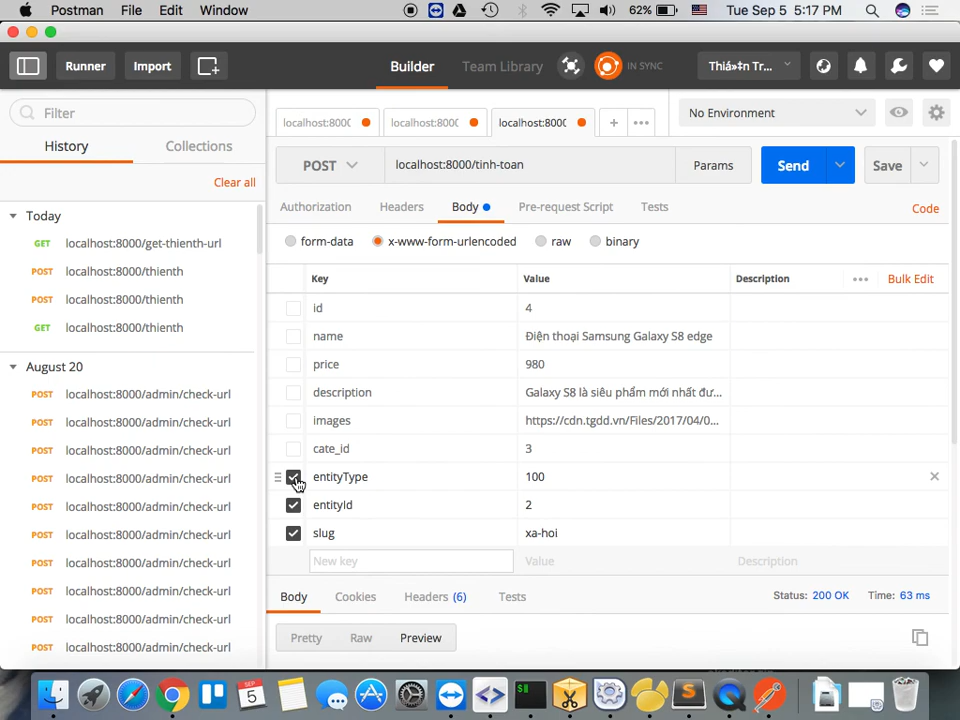 Postman File Edit Window 62% Tue Sep 5 5:17 PM
Runner Import Builder Team Library IN SYNC Thiá»‡n Tr...
Filter
localhost:800( localhost:800( localhost:800( + ••• No Environment
History Collections
Clear all
POST localhost:8000/tinh-toan Params Send Save
Authorization Headers Body Pre-request Script Tests Code
form-data x-www-form-urlencoded raw binary
Key Value Description ••• Bulk Edit
id 4
name Điện thoại Samsung Galaxy S8 edge
price 980
description Galaxy S8 là siêu phẩm mới nhất đư...
images https://cdn.tgdd.vn/Files/2017/04/0...
cate_id 3
entityType 100
entityId 2
slug xa-hoi
New key Value Description
Body Cookies Headers (6) Tests Status: 200 OK Time: 63 ms
Pretty Raw Preview
Today
GET localhost:8000/get-thienth-url
POST localhost:8000/thienth
POST localhost:8000/thienth
GET localhost:8000/thienth
August 20
POST localhost:8000/admin/check-url
POST localhost:8000/admin/check-url
POST localhost:8000/admin/check-url
POST localhost:8000/admin/check-url
POST localhost:8000/admin/check-url
POST localhost:8000/admin/check-url
POST localhost:8000/admin/check-url
POST localhost:8000/admin/check-url
POST localhost:8000/admin/check-url
POST localhost:8000/admin/check-url
SEP
5